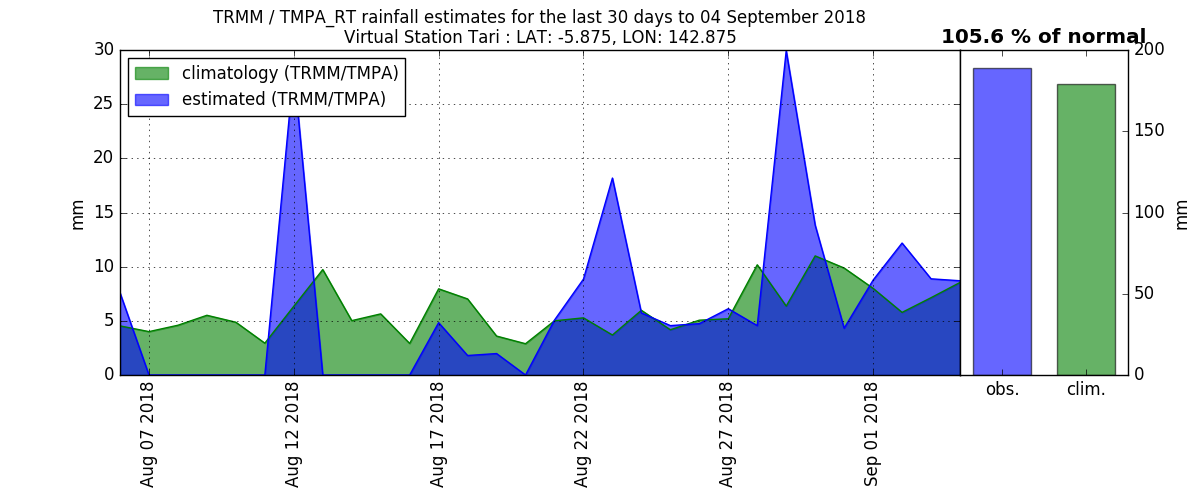 TRMM / TMPA_RT rainfall estimates for the last 30 days to 04 September 2018
Virtual Station Tari : LAT: -5.875, LON: 142.875
105.6 % of normal
climatology (TRMM/TMPA)
estimated (TRMM/TMPA)
30
25
20
15
10
5
0
mm
Aug 07 2018
Aug 12 2018
Aug 17 2018
Aug 22 2018
Aug 27 2018
Sep 01 2018
obs.
clim.
200
150
100
50
0
mm